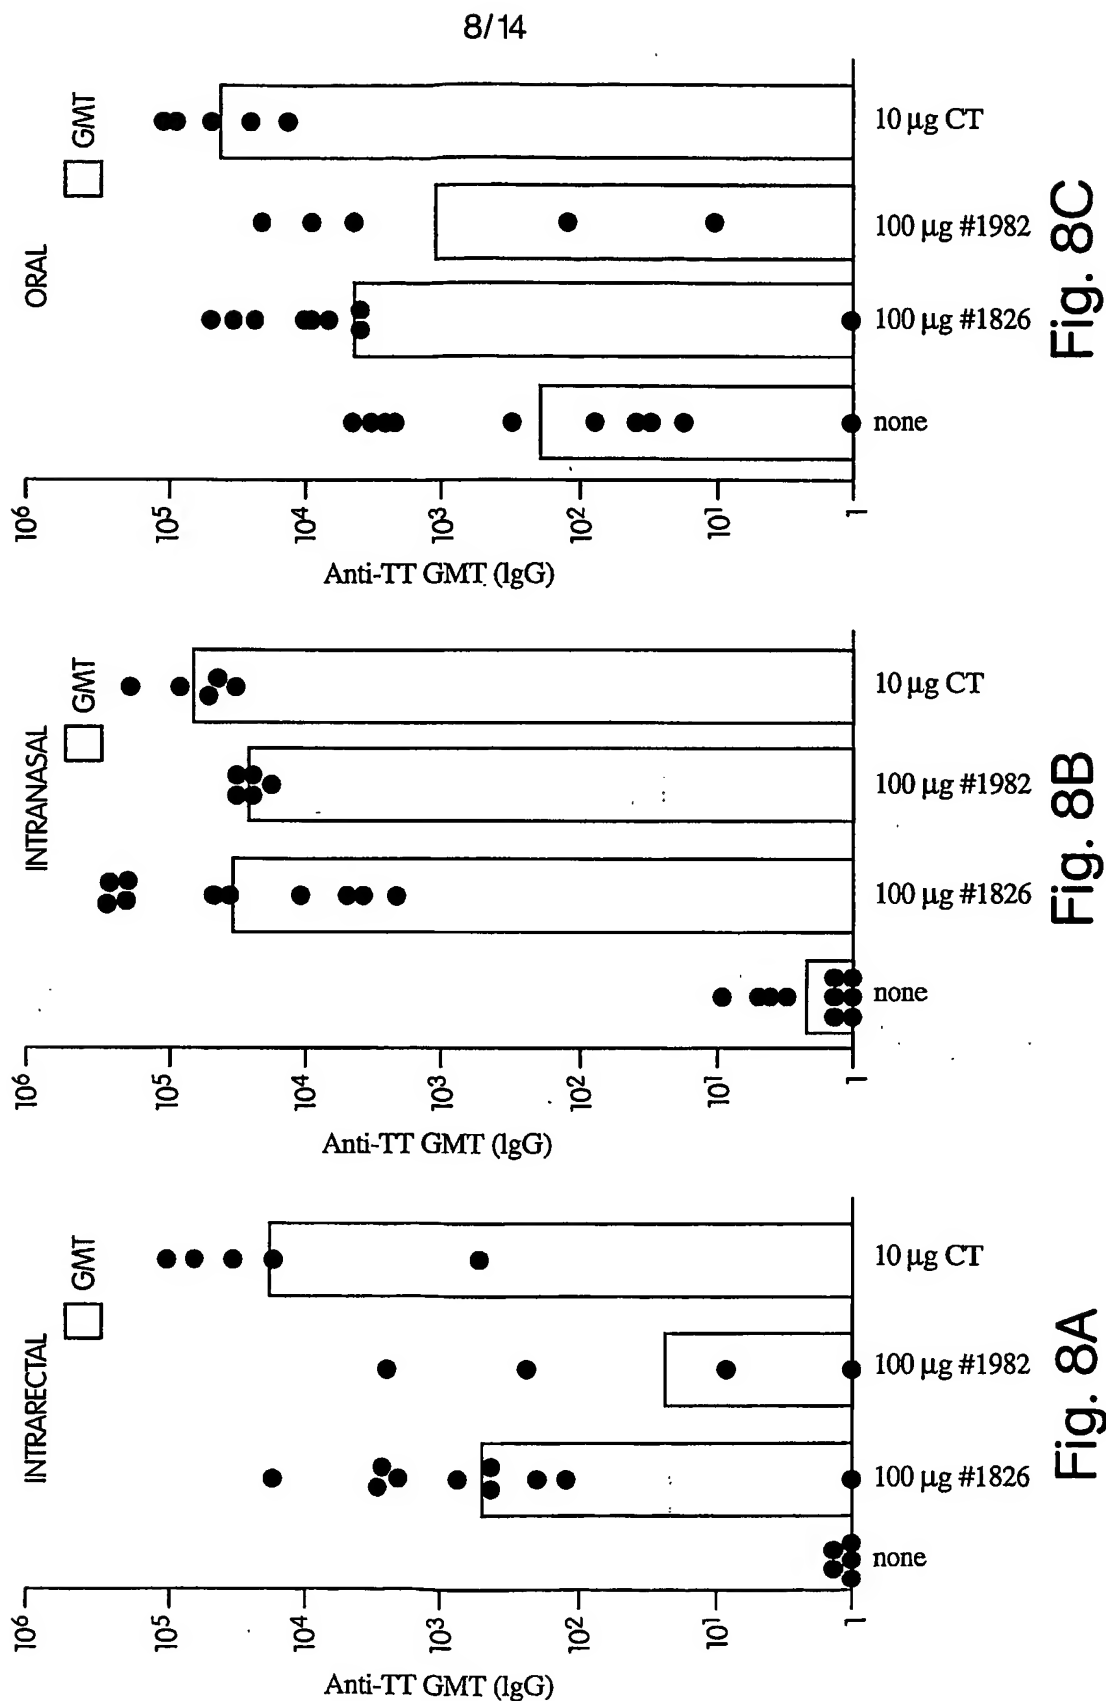 8/14
INTRARECTAL
GMT
Anti-TT GMT (IgG)
10⁶
10⁵
10⁴
10³
10²
10¹
1
none
100 µg #1826
100 µg #1982
10 µg CT
Fig. 8A
INTRANASAL
GMT
Anti-TT GMT (IgG)
10⁶
10⁵
10⁴
10³
10²
10¹
1
none
100 µg #1826
100 µg #1982
10 µg CT
Fig. 8B
ORAL
GMT
Anti-TT GMT (IgG)
10⁶
10⁵
10⁴
10³
10²
10¹
1
none
100 µg #1826
100 µg #1982
10 µg CT
Fig. 8C